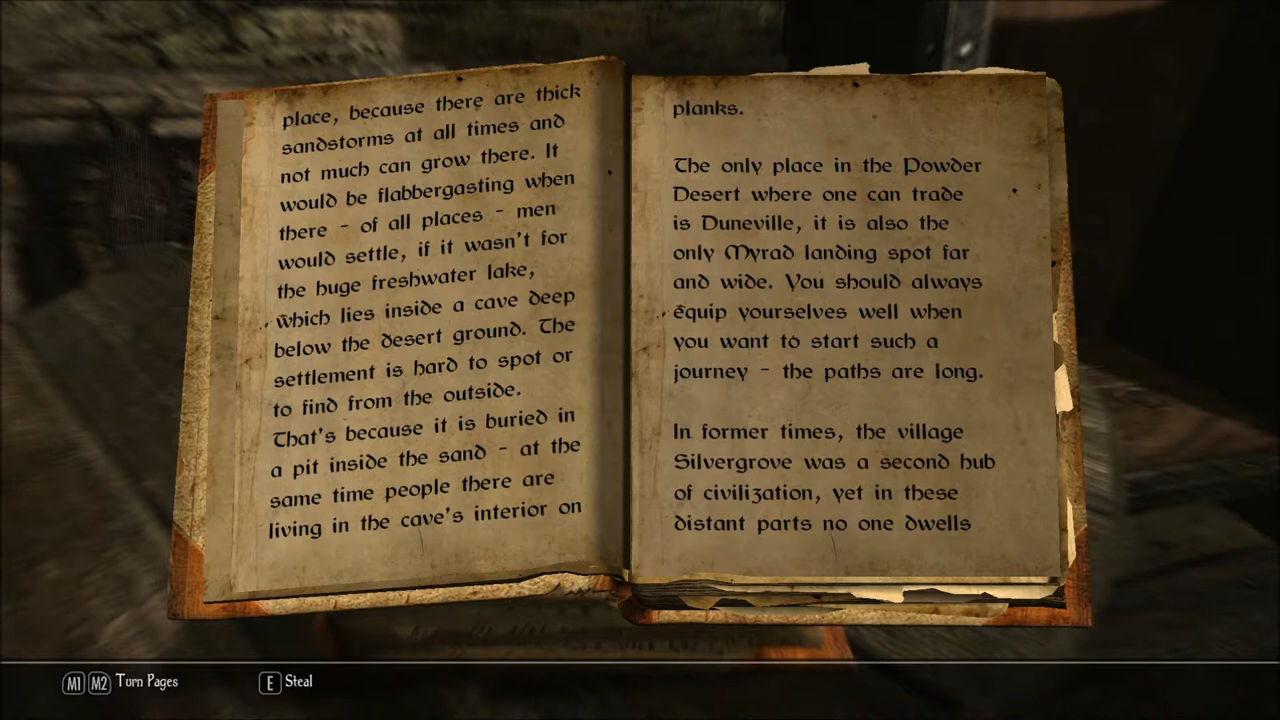 place, because there are thick
sandstorms at all times and
not much can grow there. It
would be flabbergasting when
there - of all places - men
would settle, if it wasn't for
the huge freshwater lake,
which lies inside a cave deep
below the desert ground. The
settlement is hard to spot or
to find from the outside.
That's because it is buried in
a pit inside the sand - at the
same time people there are
living in the cave's interior on
planks.
The only place in the Powder
Desert where one can trade
is Duneville, it is also the
only Myrad landing spot far
and wide. You should always
equip yourselves well when
you want to start such a
journey - the paths are long.
In former times, the village
Silvergrove was a second hub
of civilization, yet in these
distant parts no one dwells
M1 M2 Turn Pages
E Steal